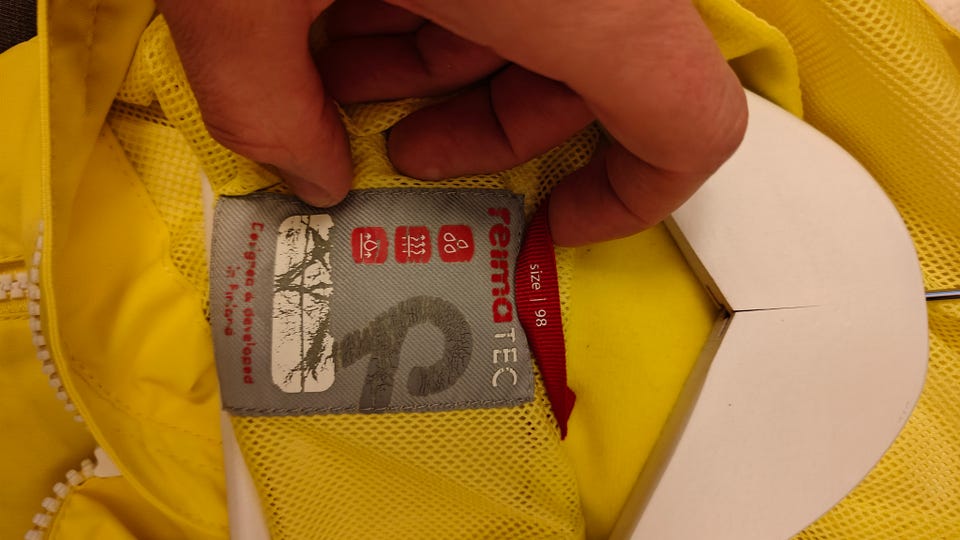 size | 98
reima
TEC
Designed & developed
in Finland